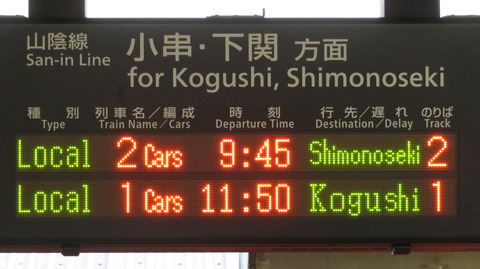 山陰線 小串・下関 方面
San-in Line for Kogushi, Shimonoseki
種別 列車名／編成 時刻 行先／遅れ のりば
Type Train Name／Cars Departure Time Destination／Delay Track
Local 2 Cars 9:45 Shimonoseki 2
Local 1 Cars 11:50 Kogushi 1